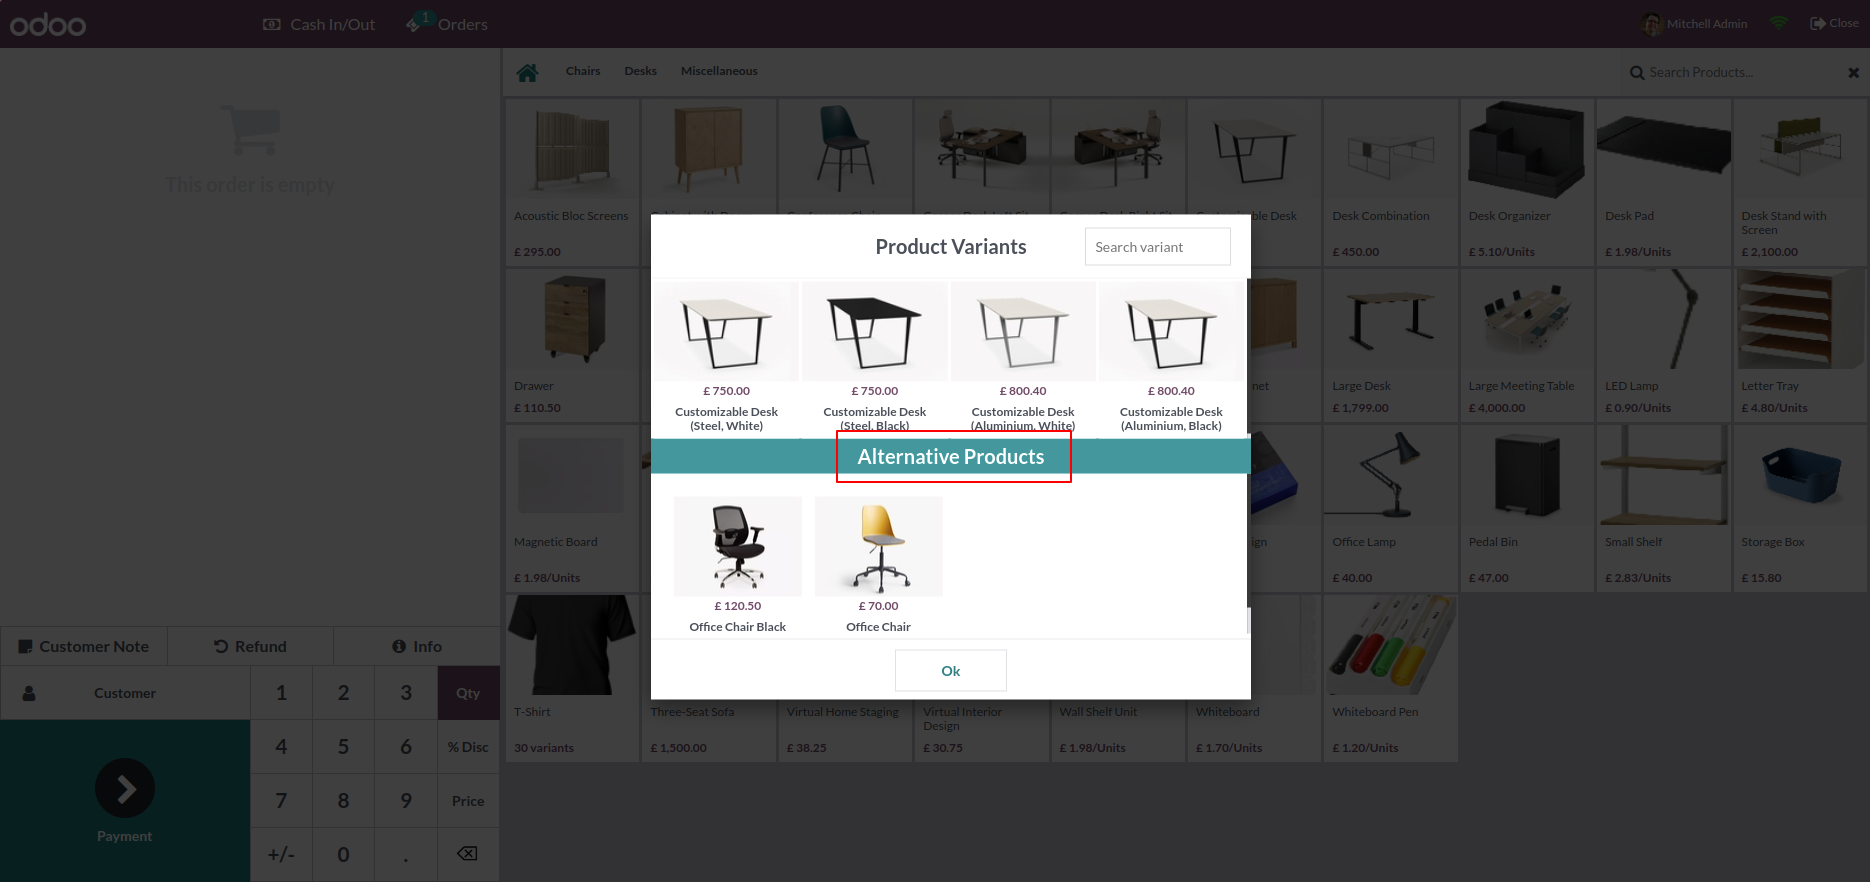 odoo
Cash In/Out
1
Orders
Mitchell Admin
Close
Chairs
Desks
Miscellaneous
Search Products...
This order is empty
Acoustic Bloc Screens
£ 295.00
Desk Combination
£ 450.00
Desk Organizer
£ 5.10/Units
Desk Pad
£ 1.98/Units
Desk Stand with
Screen
£ 2,100.00
Product Variants
Search variant
£ 750.00
Customizable Desk
(Steel, White)
£ 750.00
Customizable Desk
(Steel, Black)
£ 800.40
Customizable Desk
(Aluminium, White)
£ 800.40
Customizable Desk
(Aluminium, Black)
Alternative Products
£ 120.50
Office Chair Black
£ 70.00
Office Chair
Ok
Drawer
£ 110.50
Large Desk
£ 1,799.00
Large Meeting Table
£ 4,000.00
LED Lamp
£ 0.90/Units
Letter Tray
£ 4.80/Units
Magnetic Board
£ 1.98/Units
Office Lamp
£ 40.00
Pedal Bin
£ 47.00
Small Shelf
£ 2.83/Units
Storage Box
£ 15.80
T-Shirt
30 variants
Three-Seat Sofa
£ 1,500.00
Virtual Home Staging
£ 38.25
Virtual Interior
Design
£ 30.75
Wall Shelf Unit
£ 1.98/Units
Whiteboard
£ 1.70/Units
Whiteboard Pen
£ 1.20/Units
Customer Note
Refund
Info
Customer
1
2
3
Qty
4
5
6
% Disc
7
8
9
Price
+/-
0
.
Payment